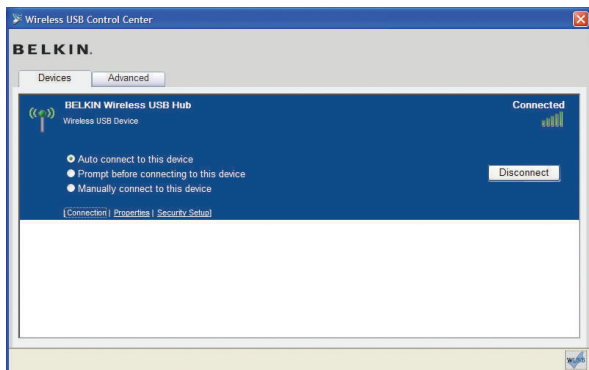 Wireless USB Control Center
BELKIN.
Devices Advanced
BELKIN Wireless USB Hub Connected
Wireless USB Device
Auto connect to this device
Prompt before connecting to this device Disconnect
Manually connect to this device
[Connection | Properties | Security Setup]